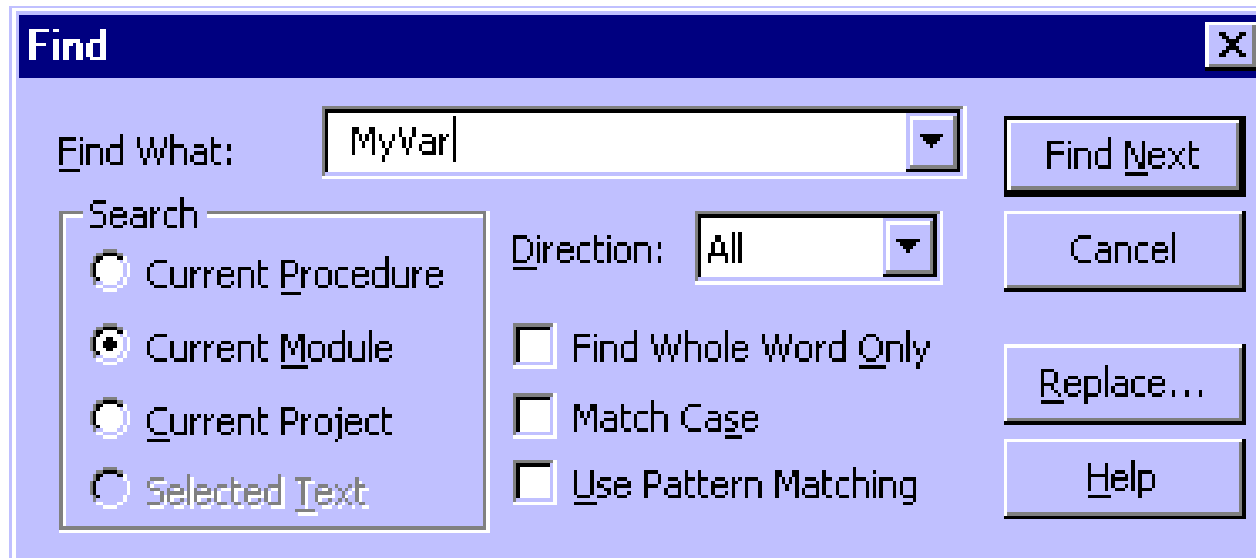 Find
Find What: MyVar Find Next
Search
Current Procedure Direction: All Cancel
Current Module Find Whole Word Only
Current Project Match Case Replace...
Selected Text Use Pattern Matching Help